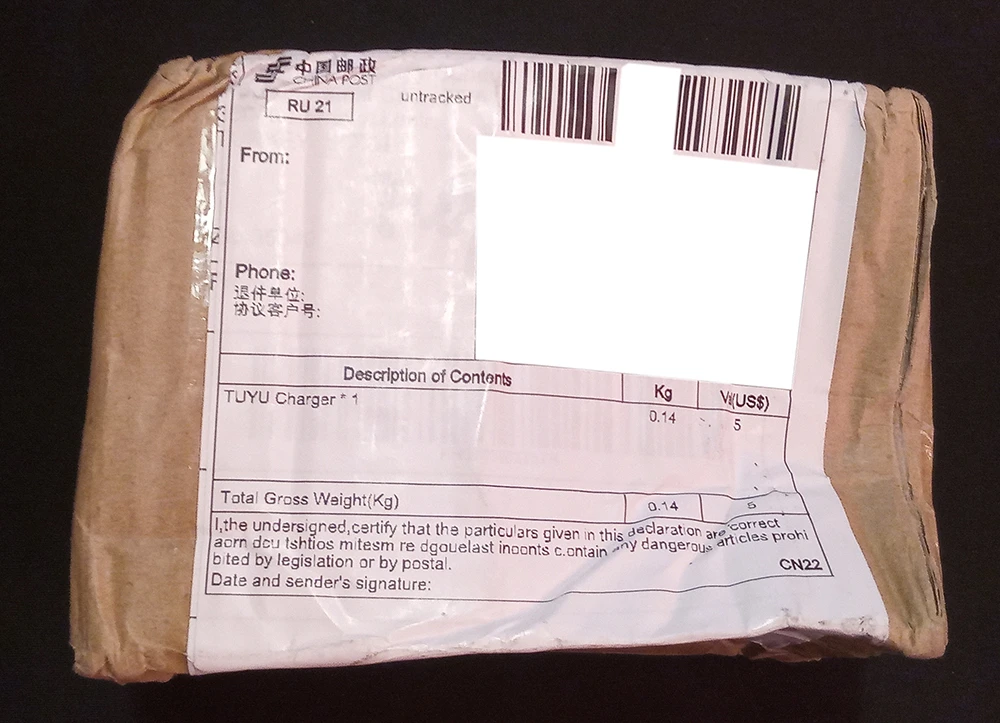 中国邮政
CHINA POST
RU 21
untracked
From:
Phone:
退件单位:
协议客户号:
Description of Contents Kg Val(US$)
TUYU Charger * 1 0.14 5
Total Gross Weight(Kg) 0.14 5
I,the undersigned,certify that the particulars given in this declaration are correct
aorn dcu tshtios mitesm re dgouelast inoonts c.ontain any dangerous articles prohi
bited by legislation or by postal.
CN22
Date and sender's signature: